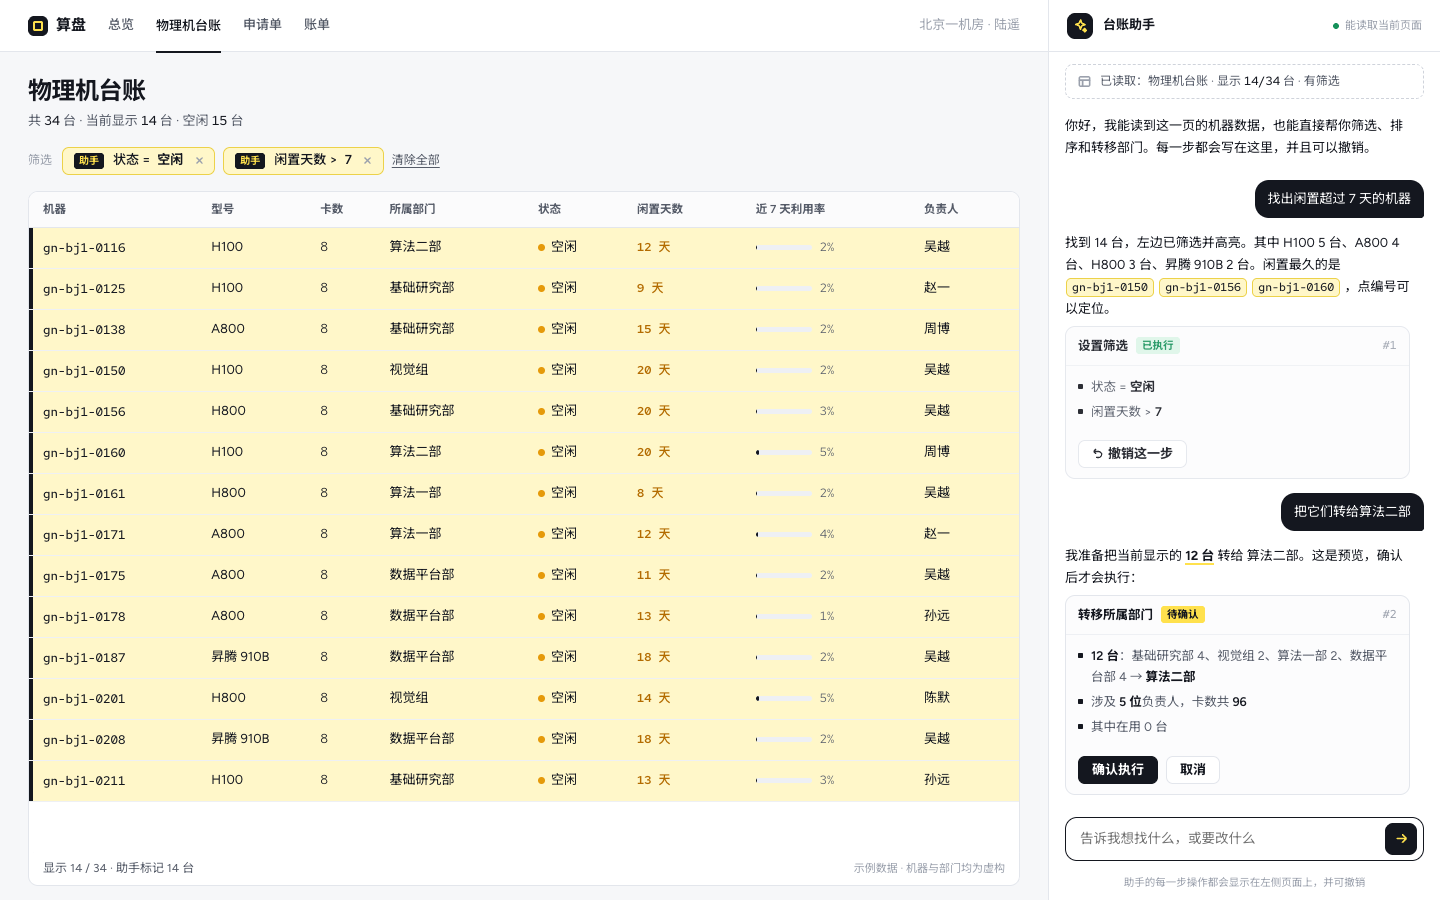 算盘 总览 物理机台账 申请单 账单 北京一机房 · 陆遥
物理机台账
共 34 台 · 当前显示 14 台 · 空闲 15 台
筛选 助手 状态 = 空闲 × 助手 闲置天数 > 7 × 清除全部
机器 型号 卡数 所属部门 状态 闲置天数 近 7 天利用率 负责人
gn-bj1-0116 H100 8 算法二部 空闲 12 天 2% 吴越
gn-bj1-0125 H100 8 基础研究部 空闲 9 天 2% 赵一
gn-bj1-0138 A800 8 基础研究部 空闲 15 天 2% 周博
gn-bj1-0150 H100 8 视觉组 空闲 20 天 2% 吴越
gn-bj1-0156 H800 8 基础研究部 空闲 20 天 3% 吴越
gn-bj1-0160 H100 8 算法二部 空闲 20 天 5% 周博
gn-bj1-0161 H800 8 算法一部 空闲 8 天 2% 吴越
gn-bj1-0171 A800 8 算法一部 空闲 12 天 4% 赵一
gn-bj1-0175 A800 8 数据平台部 空闲 11 天 2% 吴越
gn-bj1-0178 A800 8 数据平台部 空闲 13 天 1% 孙远
gn-bj1-0187 昇腾 910B 8 数据平台部 空闲 18 天 2% 吴越
gn-bj1-0201 H800 8 视觉组 空闲 14 天 5% 陈默
gn-bj1-0208 昇腾 910B 8 数据平台部 空闲 18 天 2% 吴越
gn-bj1-0211 H100 8 基础研究部 空闲 13 天 3% 孙远
显示 14 / 34 · 助手标记 14 台 示例数据 · 机器与部门均为虚构
台账助手 能读取当前页面
已读取：物理机台账 · 显示 14/34 台 · 有筛选
你好，我能读到这一页的机器数据，也能直接帮你筛选、排
序和转移部门。每一步都会写在这里，并且可以撤销。
找出闲置超过 7 天的机器
找到 14 台，左边已筛选并高亮。其中 H100 5 台、A800 4
台、H800 3 台、昇腾 910B 2 台。闲置最久的是
gn-bj1-0150 gn-bj1-0156 gn-bj1-0160 ，点编号可
以定位。
设置筛选 已执行 #1
状态 = 空闲
闲置天数 > 7
撤销这一步
把它们转给算法二部
我准备把当前显示的 12 台 转给 算法二部。这是预览，确认
后才会执行：
转移所属部门 待确认 #2
12 台：基础研究部 4、视觉组 2、算法一部 2、数据平
台部 4 → 算法二部
涉及 5 位负责人，卡数共 96
其中在用 0 台
确认执行 取消
告诉我想找什么，或要改什么
助手的每一步操作都会显示在左侧页面上，并可撤销